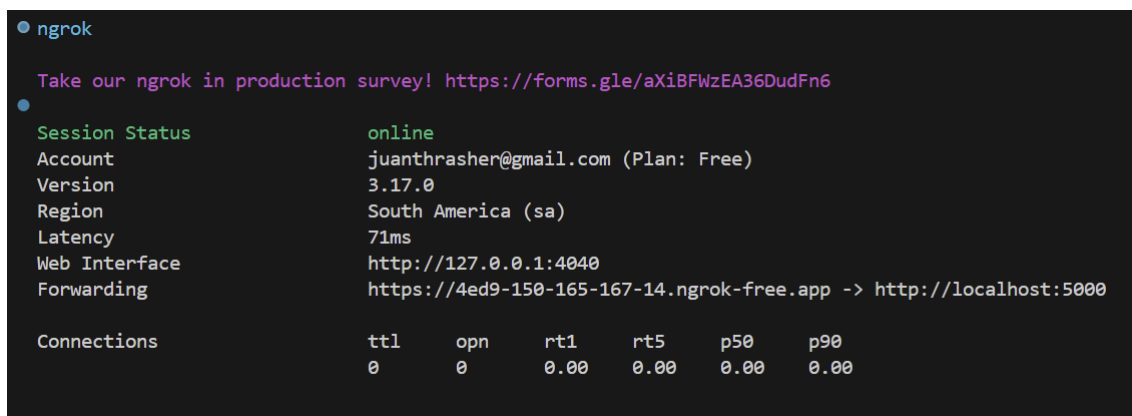 ngrok
Take our ngrok in production survey! https://forms.gle/aXiBFWzEA36DudFn6
Session Status online
Account juanthrasher@gmail.com (Plan: Free)
Version 3.17.0
Region South America (sa)
Latency 71ms
Web Interface http://127.0.0.1:4040
Forwarding https://4ed9-150-165-167-14.ngrok-free.app -> http://localhost:5000
Connections ttl opn rt1 rt5 p50 p90
0 0 0.00 0.00 0.00 0.00